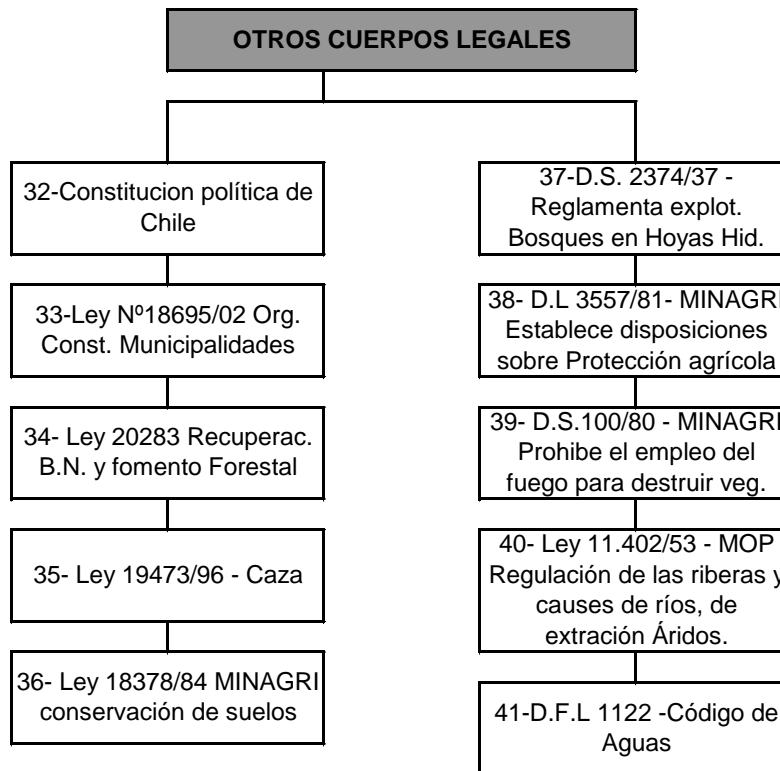 OTROS CUERPOS LEGALES
32-Constitucion política de
Chile
33-Ley Nº18695/02 Org.
Const. Municipalidades
34- Ley 20283 Recuperac.
B.N. y fomento Forestal
35- Ley 19473/96 - Caza
36- Ley 18378/84 MINAGRI
conservación de suelos
37-D.S. 2374/37 -
Reglamenta explot.
Bosques en Hoyas Hid.
38- D.L 3557/81- MINAGRI
Establece disposiciones
sobre Protección agrícola
39- D.S.100/80 - MINAGRI
Prohibe el empleo del
fuego para destruir veg.
40- Ley 11.402/53 - MOP
Regulación de las riberas y
causes de ríos, de
extración Áridos.
41-D.F.L 1122 -Código de
Aguas